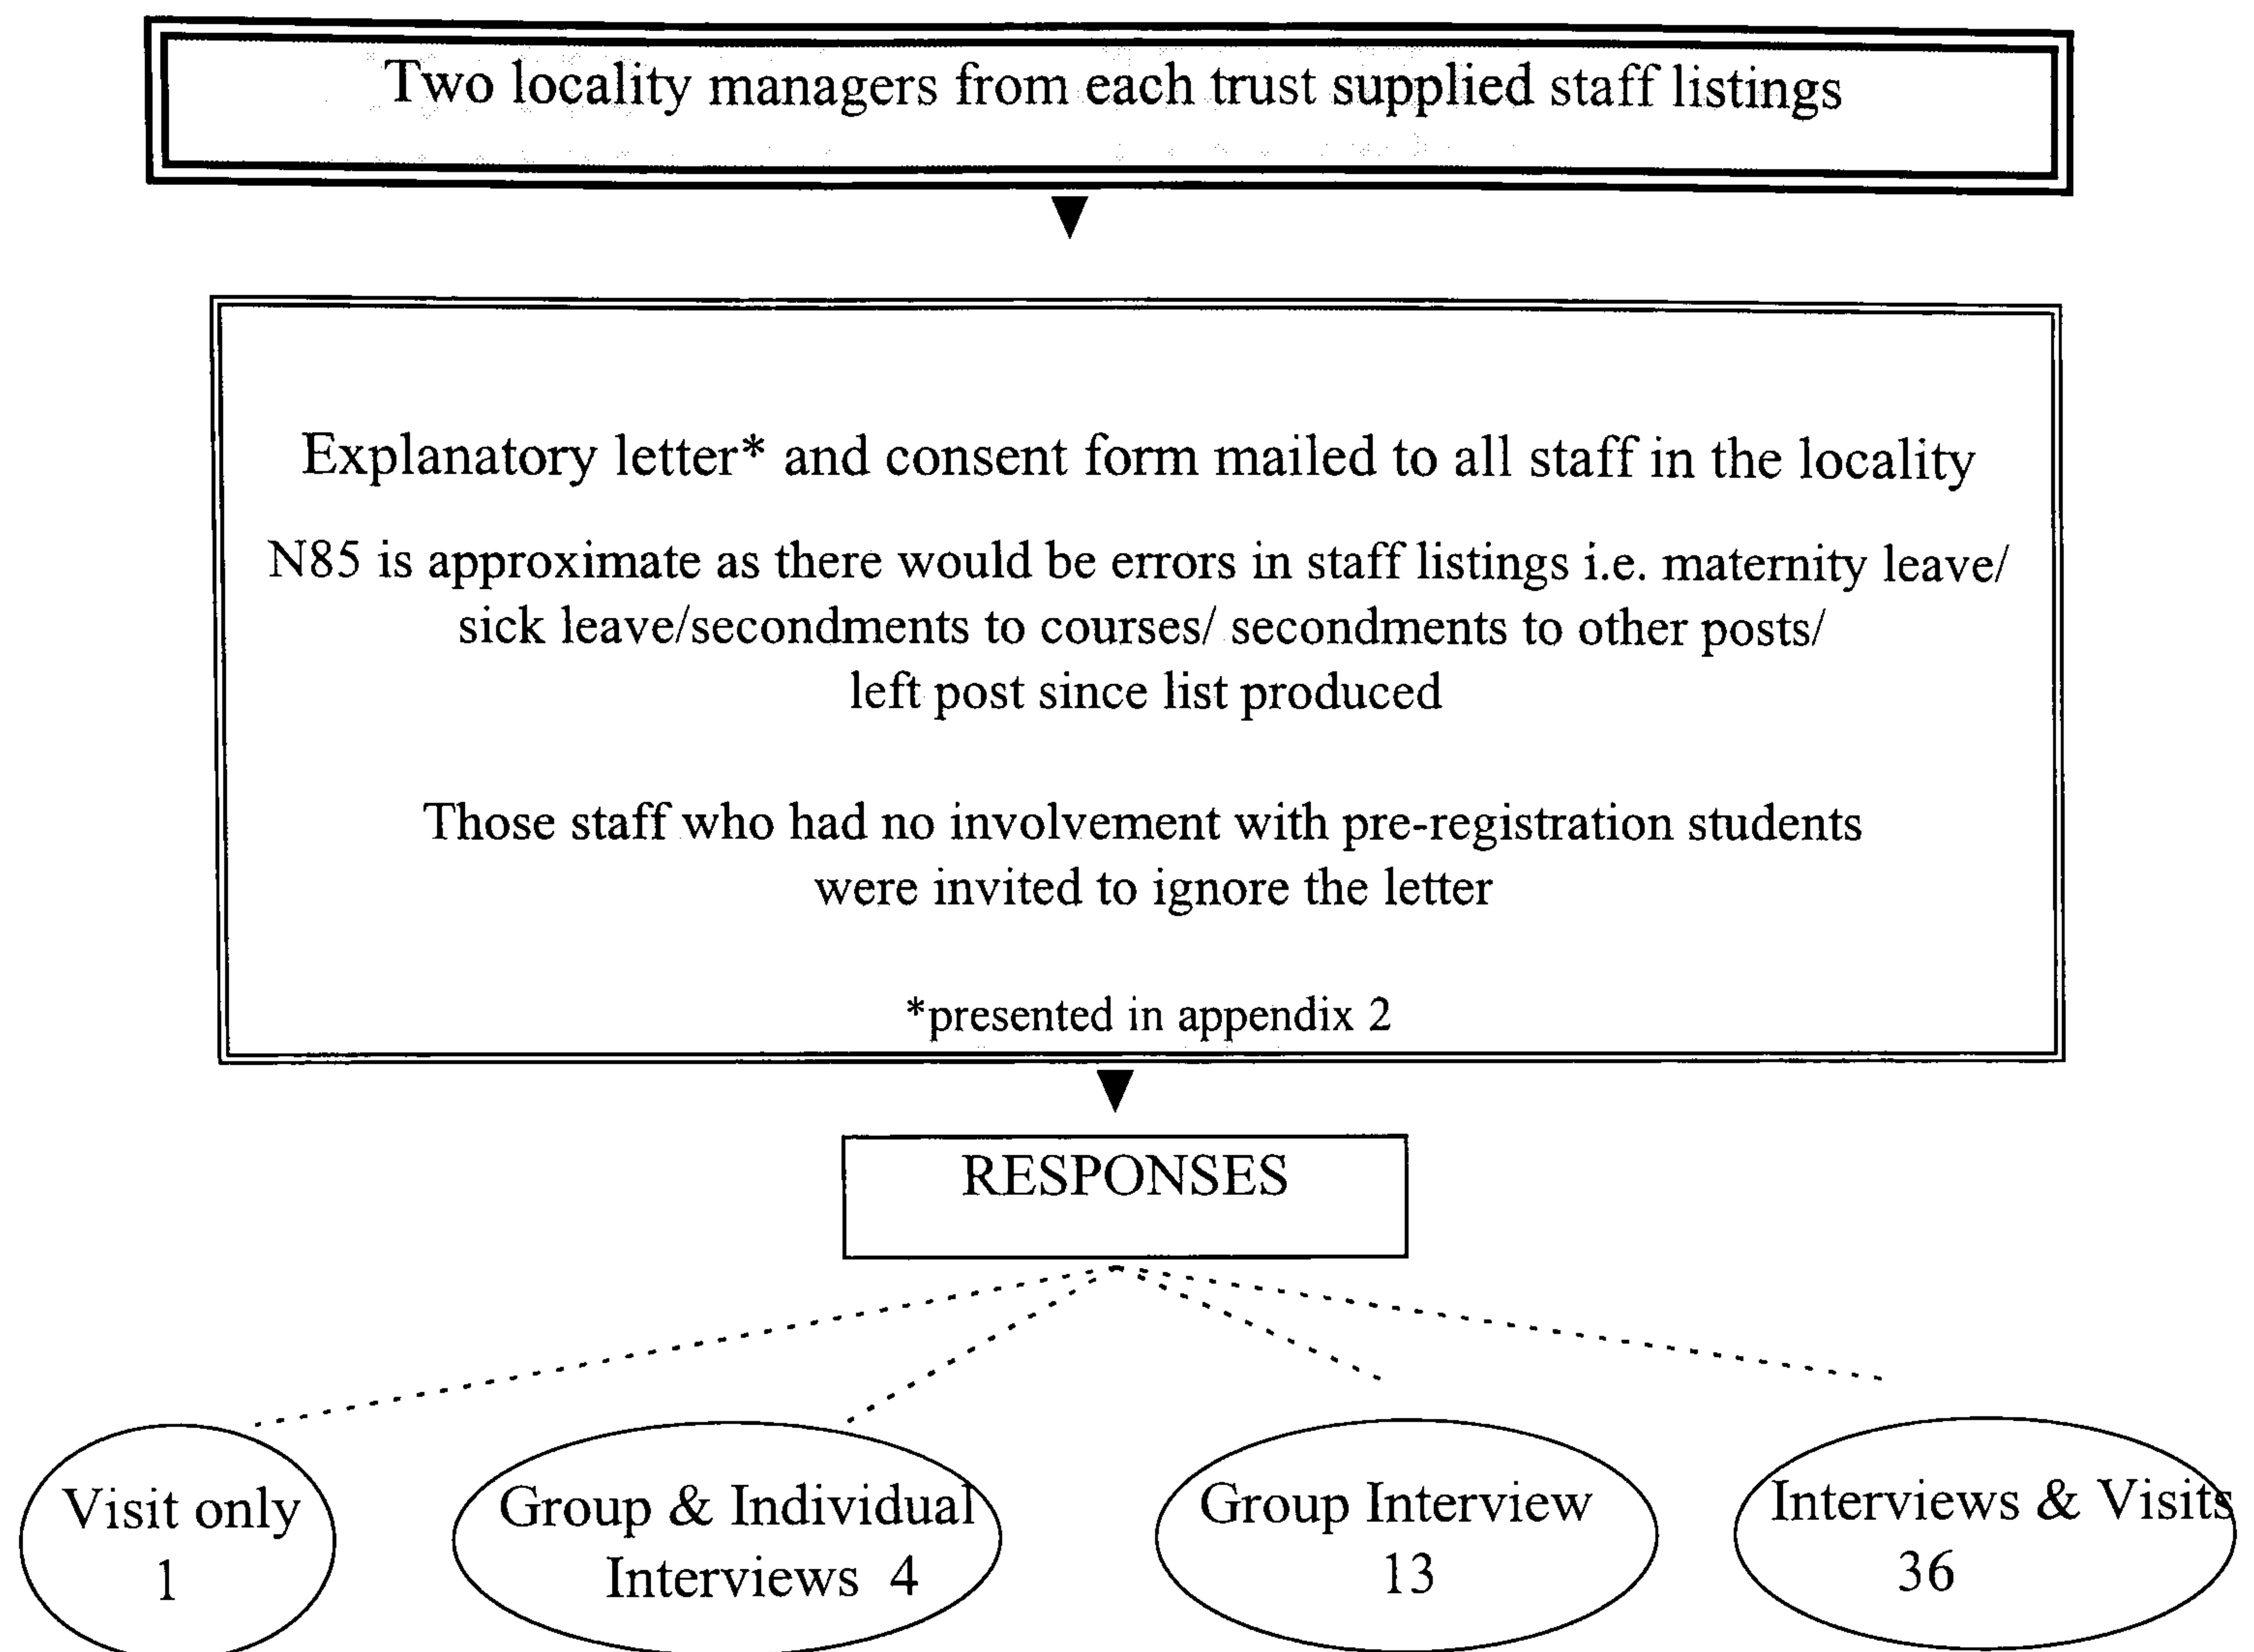 Two locality managers from each trust supplied staff listings
Explanatory letter* and consent form mailed to all staff in the locality
N85 is approximate as there would be errors in staff listings i.e. maternity leave/
sick leave/secondments to courses/ secondments to other posts/
left post since list produced
Those staff who had no involvement with pre-registration students
were invited to ignore the letter
*presented in appendix 2
RESPONSES
Visit only
1
Group & Individual
Interviews 4
Group Interview
13
Interviews & Visits
36